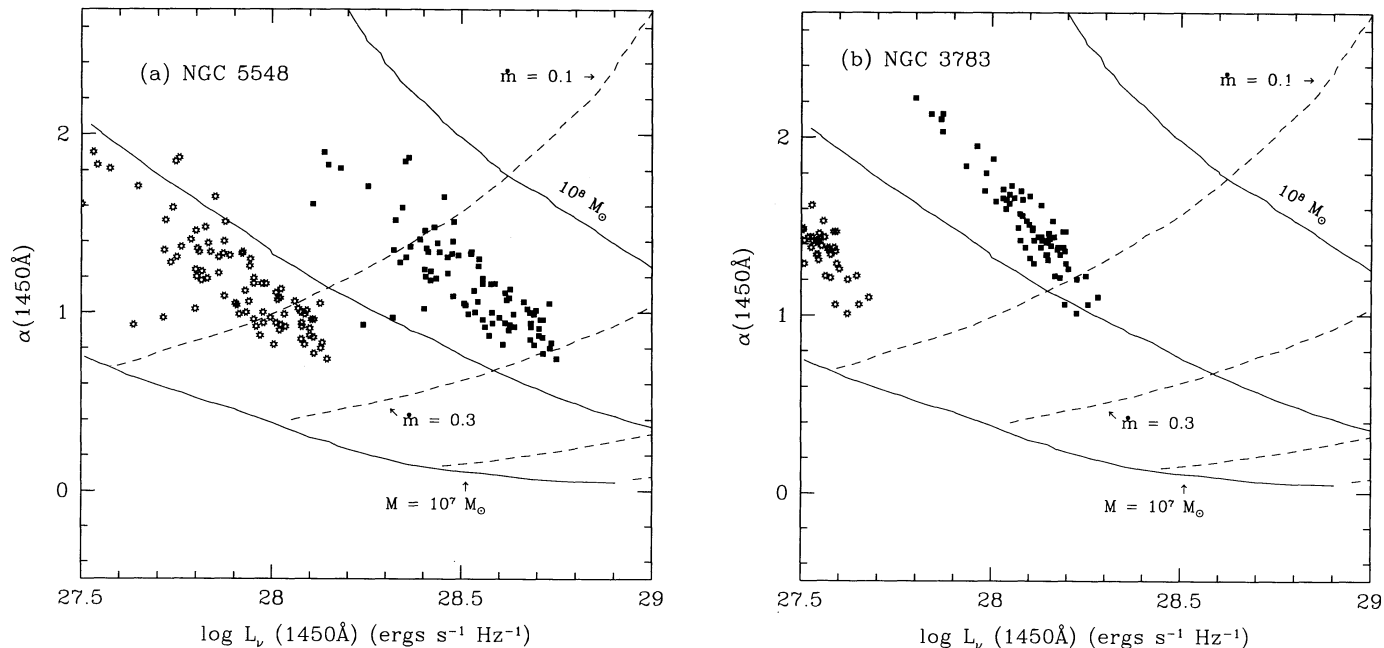 (a) NGC 5548
ṁ = 0.1 →
10⁸ M⊙
ṁ = 0.3
M = 10⁷ M⊙
α(1450Å)
2
1
0
27.5 28 28.5 29
log Lν (1450Å) (ergs s⁻¹ Hz⁻¹)
(b) NGC 3783
ṁ = 0.1 →
10⁸ M⊙
ṁ = 0.3
M = 10⁷ M⊙
α(1450Å)
2
1
0
27.5 28 28.5 29
log Lν (1450Å) (ergs s⁻¹ Hz⁻¹)